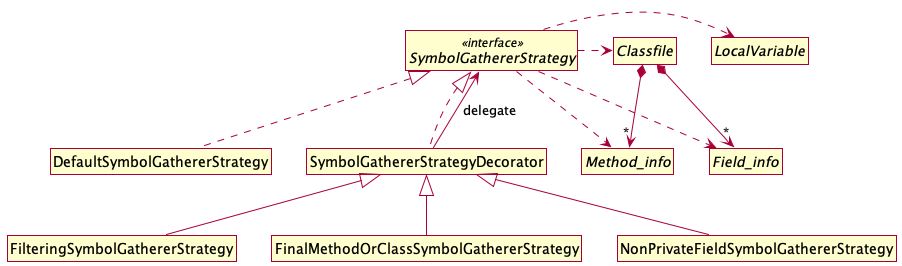 «interface»
SymbolGathererStrategy
Classfile
LocalVariable
delegate
*
*
DefaultSymbolGathererStrategy
SymbolGathererStrategyDecorator
Method_info
Field_info
FilteringSymbolGathererStrategy
FinalMethodOrClassSymbolGathererStrategy
NonPrivateFieldSymbolGathererStrategy